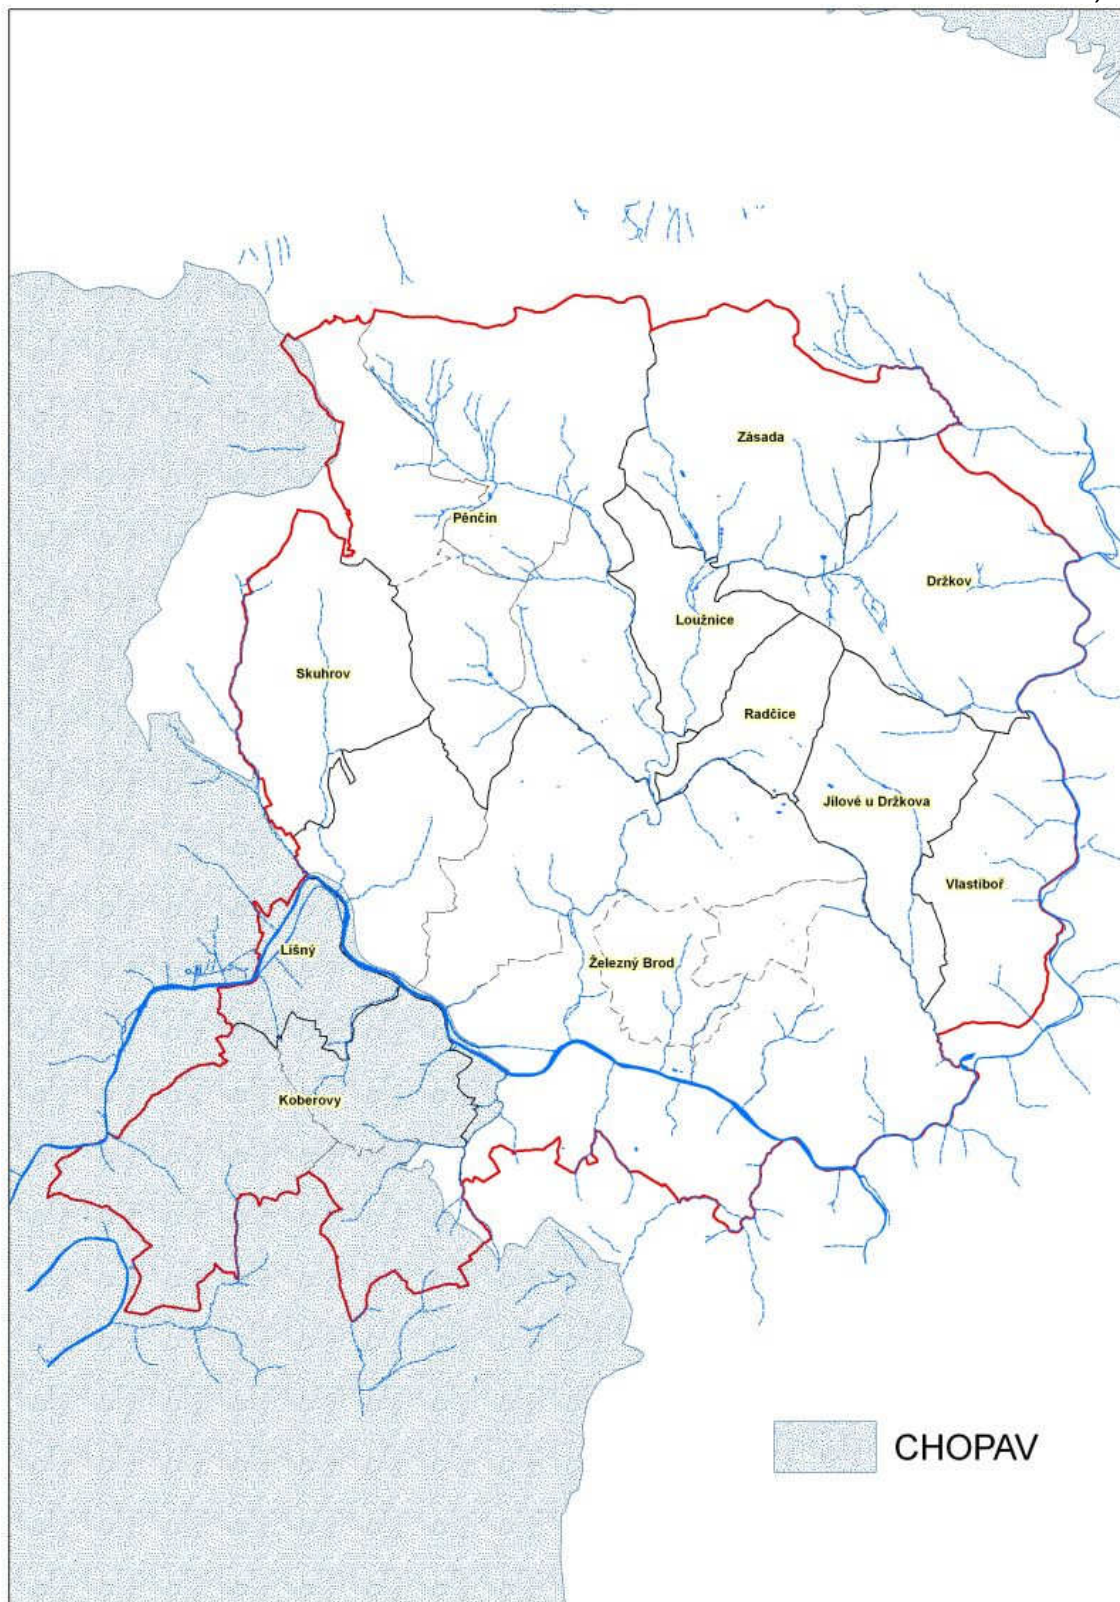 Zásada
Pěnčín
Držkov
Loužnice
Skuhrov
Radčice
Jílové u Držkova
Vlastiboř
Líšný
Železný Brod
Koberovy
CHOPAV